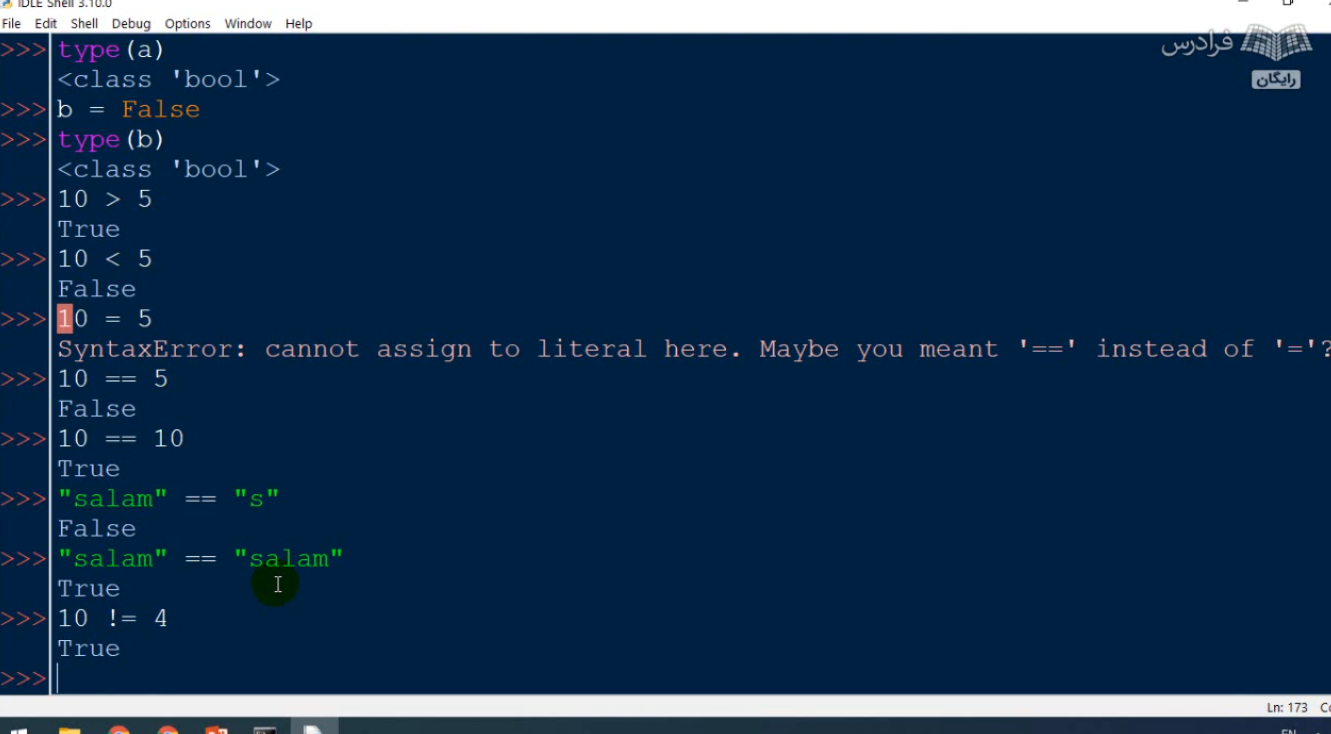 IDLE Shell 3.10.0
File Edit Shell Debug Options Window Help
فرادرس
رایگان
>>> type(a)
<class 'bool'>
>>> b = False
>>> type(b)
<class 'bool'>
>>> 10 > 5
True
>>> 10 < 5
False
>>> 10 = 5
SyntaxError: cannot assign to literal here. Maybe you meant '==' instead of '='?
>>> 10 == 5
False
>>> 10 == 10
True
>>> "salam" == "s"
False
>>> "salam" == "salam"
True
>>> 10 != 4
True
>>>
Ln: 173
EN